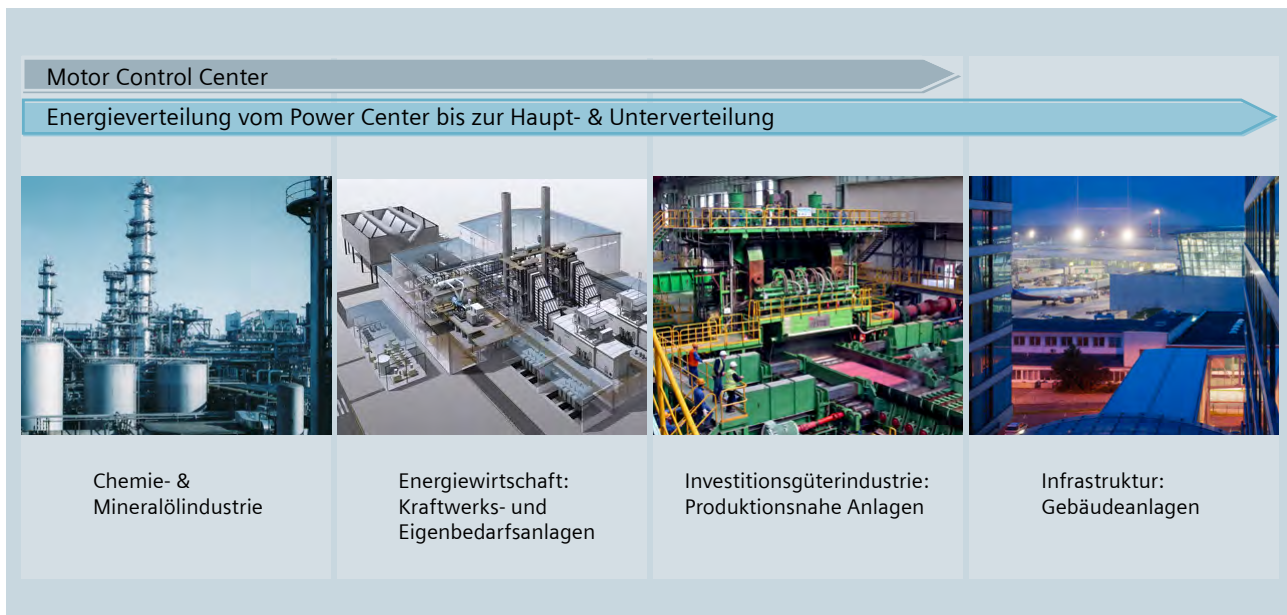 Motor Control Center
Energieverteilung vom Power Center bis zur Haupt- & Unterverteilung
Chemie- &
Mineralölindustrie
Energiewirtschaft:
Kraftwerks- und
Eigenbedarfsanlagen
Investitionsgüterindustrie:
Produktionsnahe Anlagen
Infrastruktur:
Gebäudeanlagen